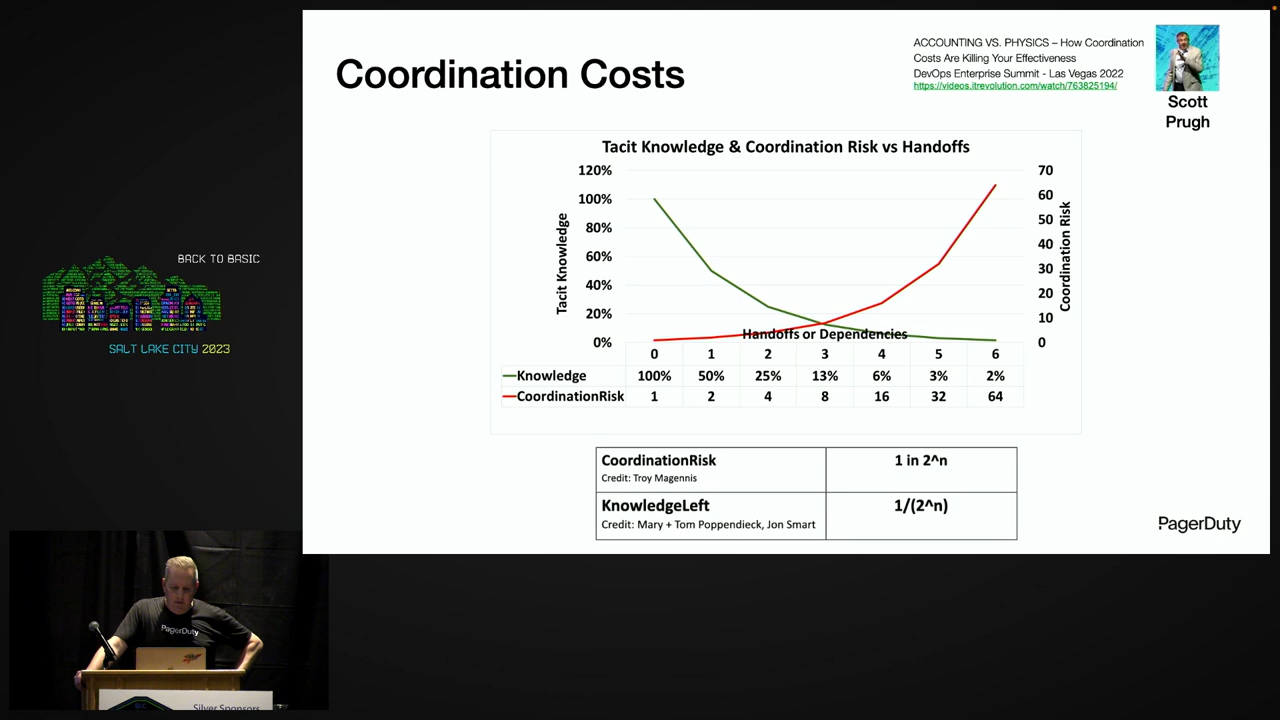 Coordination Costs
ACCOUNTING VS. PHYSICS – How Coordination
Costs Are Killing Your Effectiveness
DevOps Enterprise Summit - Las Vegas 2022
https://videos.itrevolution.com/watch/763825194/
Scott
Prugh
Tacit Knowledge & Coordination Risk vs Handoffs
120%
100%
80%
60%
40%
20%
0%
Tacit Knowledge
70
60
50
40
30
20
10
0
Coordination Risk
Handoffs or Dependencies
0 1 2 3 4 5 6
Knowledge 100% 50% 25% 13% 6% 3% 2%
CoordinationRisk 1 2 4 8 16 32 64
CoordinationRisk 1 in 2^n
Credit: Troy Magennis
KnowledgeLeft 1/(2^n)
Credit: Mary + Tom Poppendieck, Jon Smart
PagerDuty
BACK TO BASIC
SALT LAKE CITY 2023
PagerDuty
Silver Sponsors